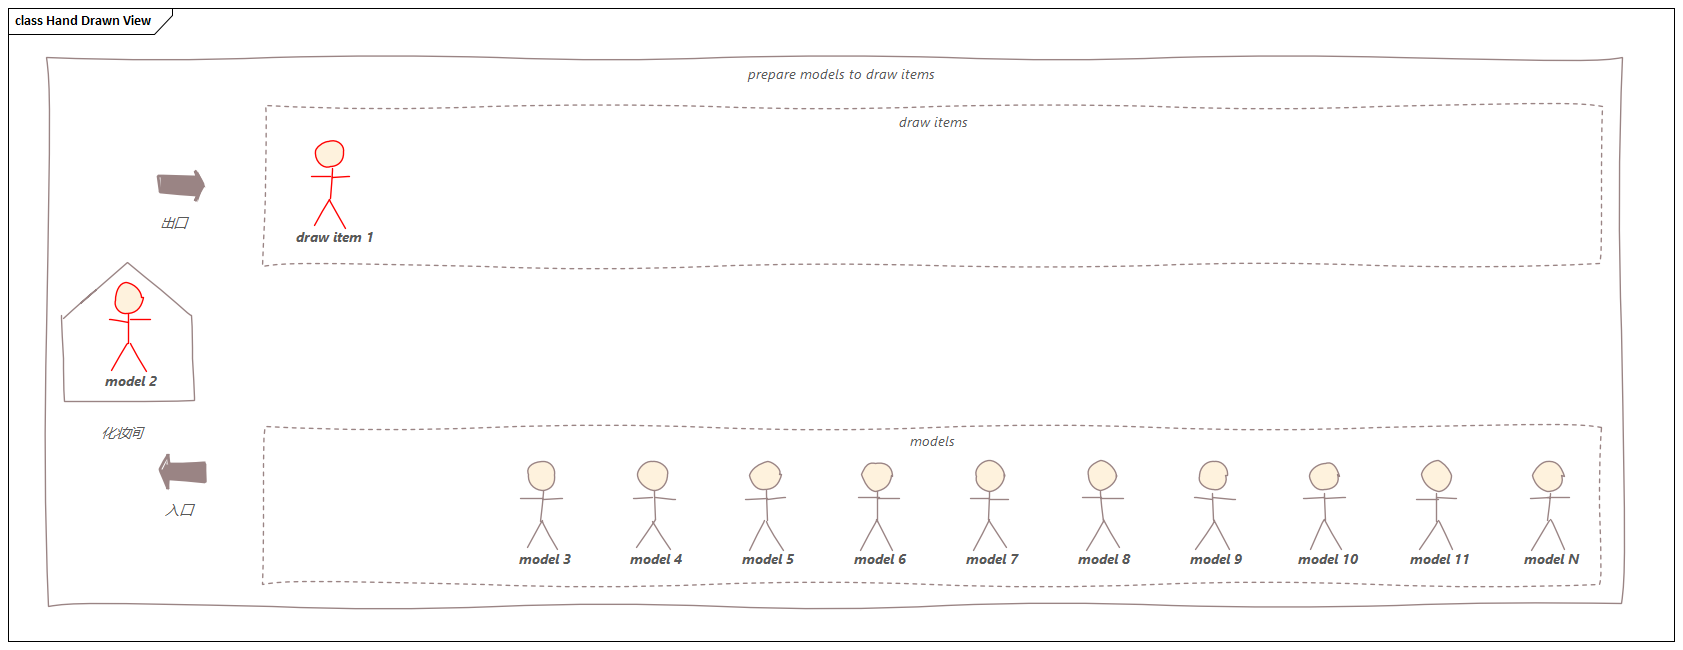 class Hand Drawn View
prepare models to draw items
draw items
draw item 1
出口
model 2
化妆间
models
入口
model 3
model 4
model 5
model 6
model 7
model 8
model 9
model 10
model 11
model N